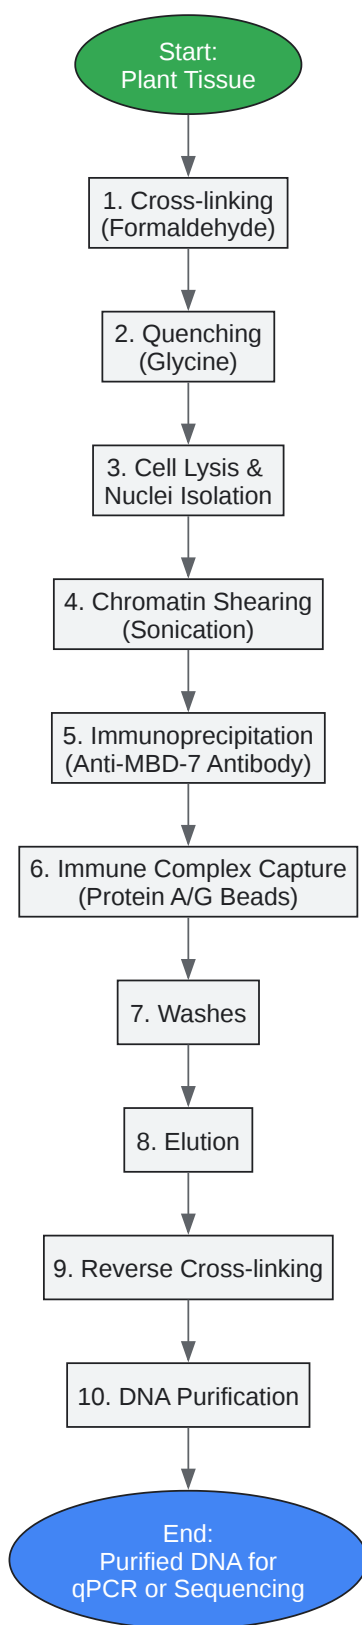 Start:
Plant Tissue
1. Cross-linking
(Formaldehyde)
2. Quenching
(Glycine)
3. Cell Lysis &
Nuclei Isolation
4. Chromatin Shearing
(Sonication)
5. Immunoprecipitation
(Anti-MBD-7 Antibody)
6. Immune Complex Capture
(Protein A/G Beads)
7. Washes
8. Elution
9. Reverse Cross-linking
10. DNA Purification
End:
Purified DNA for
qPCR or Sequencing